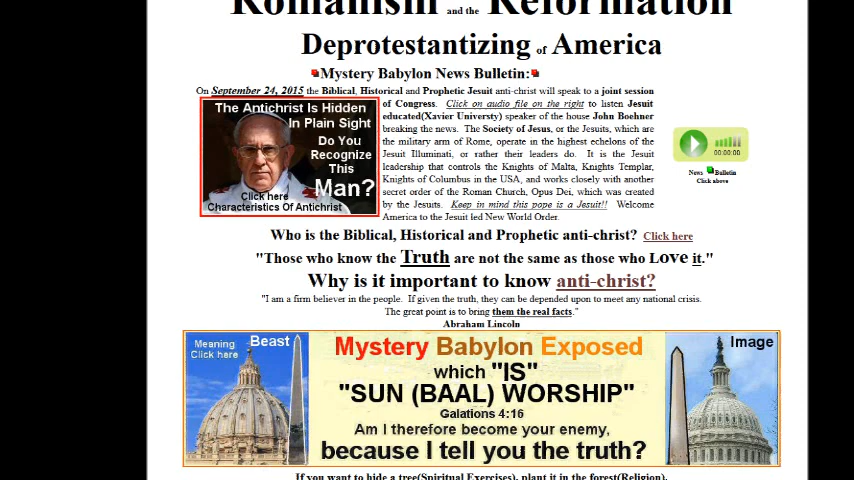 Romanism and the Reformation
Deprotestantizing of America
Mystery Babylon News Bulletin:
On September 24, 2015 the Biblical, Historical and Prophetic Jesuit anti-christ will speak to a joint session
of Congress. Click on audio file on the right to listen Jesuit
educated(Xavier Universty) speaker of the house John Boehner
breaking the news. The Society of Jesus, or the Jesuits, which are
the military arm of Rome, operate in the highest echelons of the
Jesuit Illuminati, or rather their leaders do. It is the Jesuit
leadership that controls the Knights of Malta, Knights Templar,
Knights of Columbus in the USA, and works closely with another
secret order of the Roman Church, Opus Dei, which was created
by the Jesuits. Keep in mind this pope is a Jesuit!! Welcome
America to the Jesuit led New World Order.
The Antichrist Is Hidden
In Plain Sight
Do You
Recognize
This
Man?
Click here
Characteristics Of Antichrist
00:00:00
News Bulletin
Click above
Who is the Biblical, Historical and Prophetic anti-christ? Click here
"Those who know the Truth are not the same as those who Love it."
Why is it important to know anti-christ?
"I am a firm believer in the people. If given the truth, they can be depended upon to meet any national crisis.
The great point is to bring them the real facts."
Abraham Lincoln
Meaning
Click here
Beast
Mystery Babylon Exposed
which "IS"
"SUN (BAAL) WORSHIP"
Galations 4:16
Am I therefore become your enemy,
because I tell you the truth?
Image
If you want to hide a tree(Spiritual Exercises), plant it in the forest(Religion).